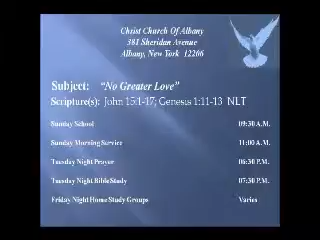 Christ Church Of Albany
381 Sheridan Avenue
Albany, New York 12206
Subject: "No Greater Love"
Scripture(s): John 15:1-17; Genesis 1:11-13 NLT
Sunday School 09:30 A.M.
Sunday Morning Service 11:00 A.M.
Tuesday Night Prayer 06:30 P.M.
Tuesday Night Bible Study 07:30 P.M.
Friday Night Home Study Groups Varies